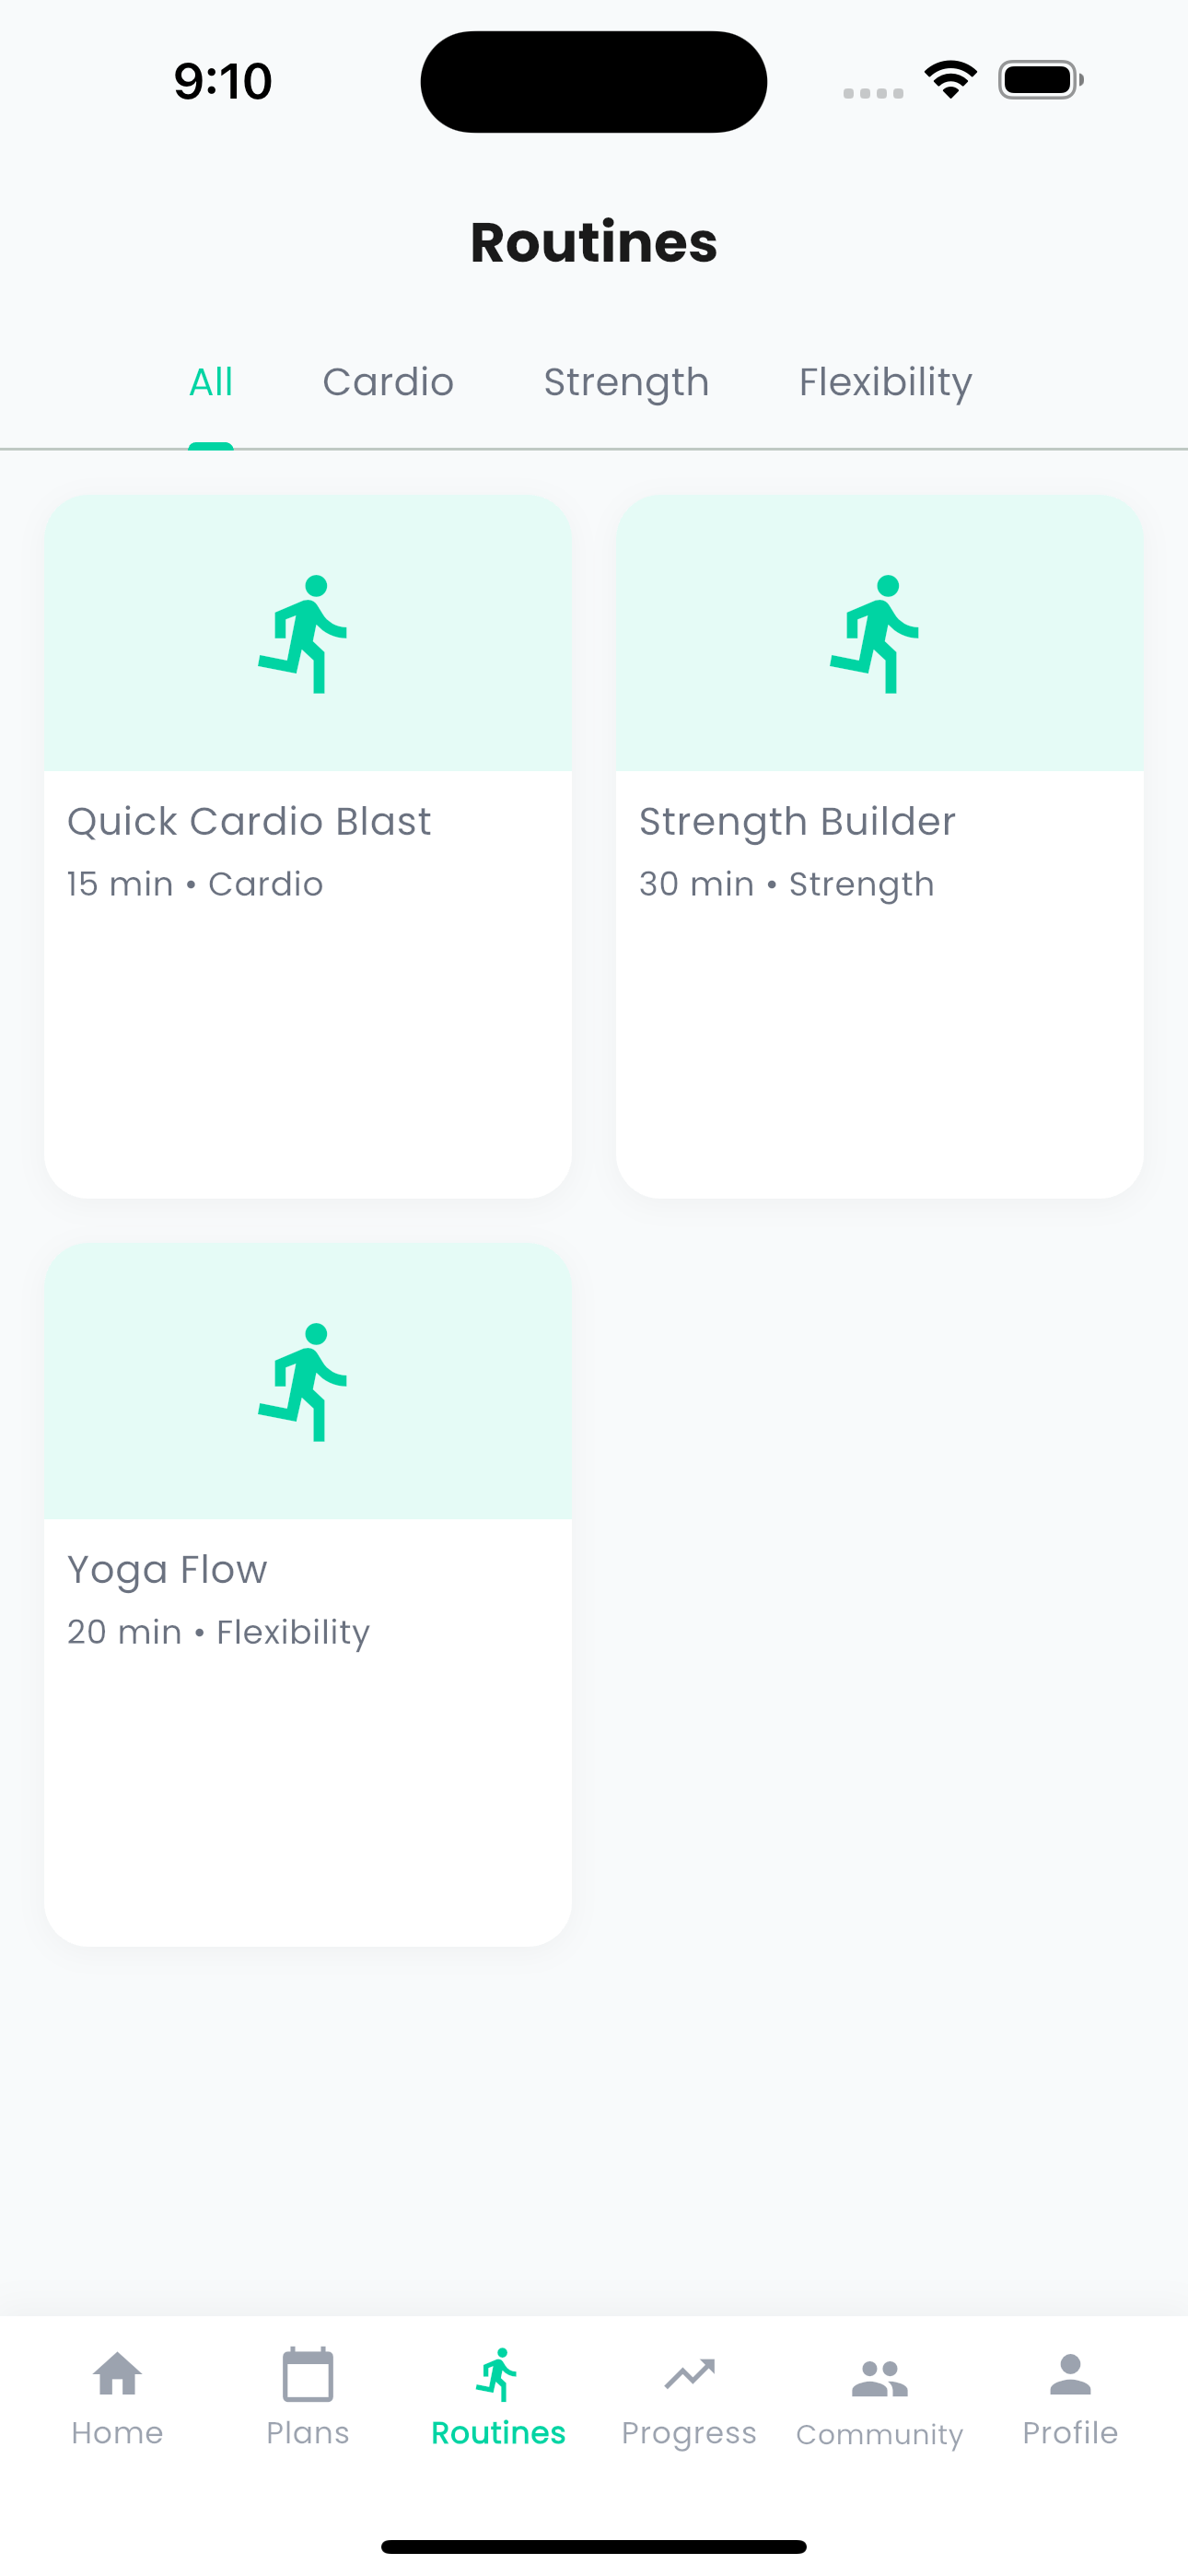 9:10
Routines
All Cardio Strength Flexibility
Quick Cardio Blast
15 min • Cardio
Strength Builder
30 min • Strength
Yoga Flow
20 min • Flexibility
Home Plans Routines Progress Community Profile